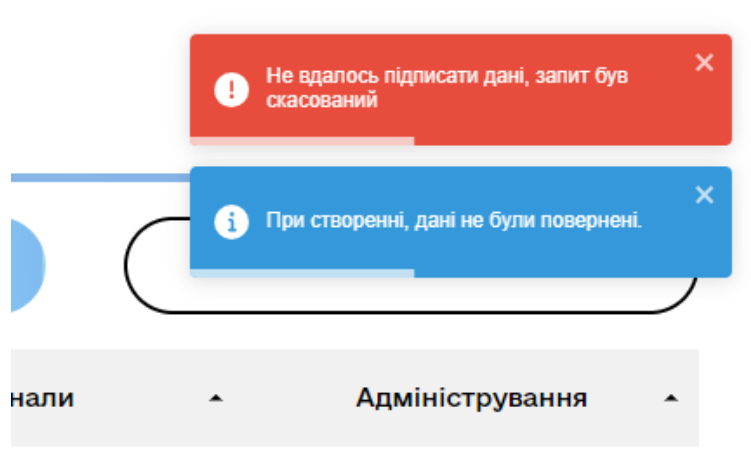 Не вдалось підписати дані, запит був
скасований
При створенні, дані не були повернені.
нали
Адміністрування